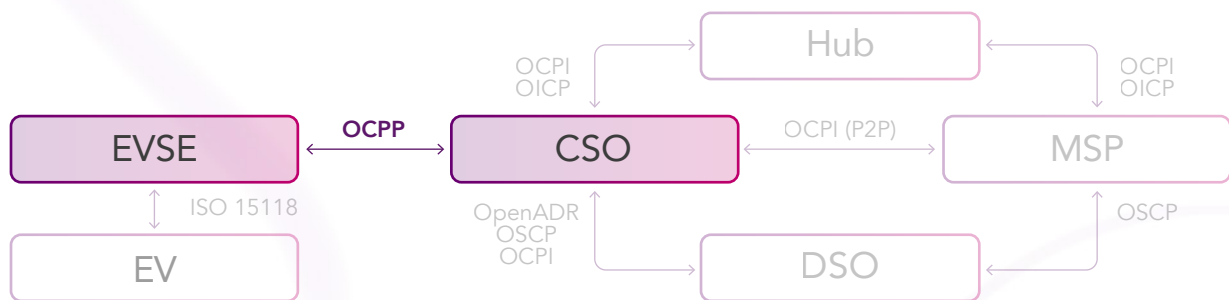 Hub
OCPI
OICP
OCPI
OICP
EVSE
OCPP
CSO
OCPI (P2P)
MSP
ISO 15118
OpenADR
OSCP
OCPI
OSCP
EV
DSO